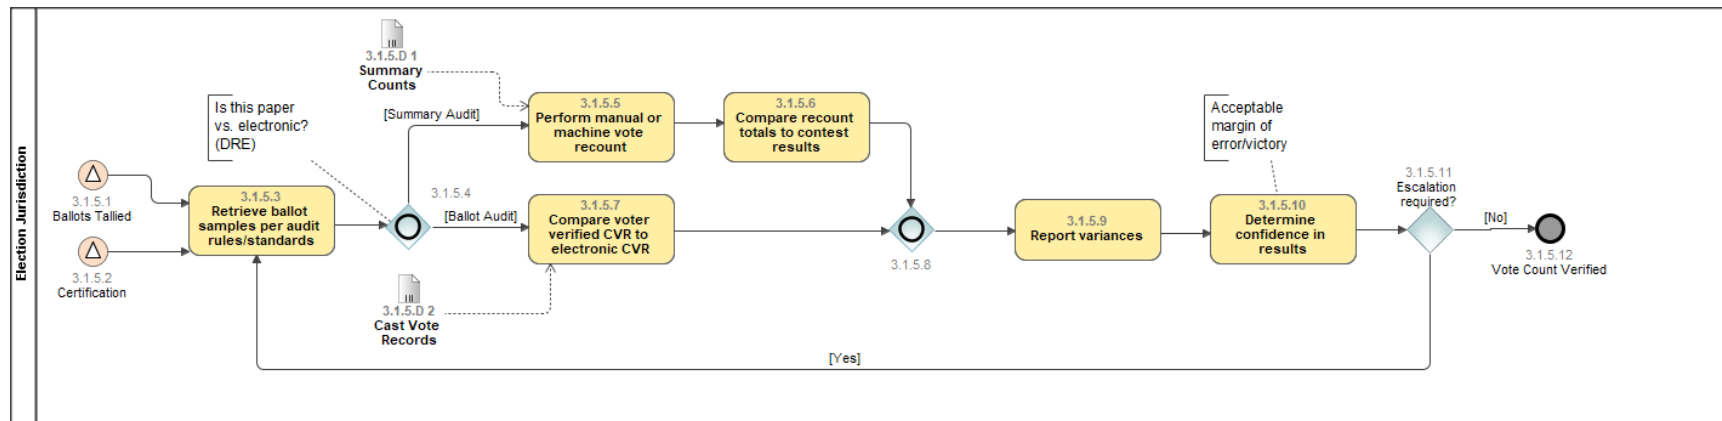 Election Jurisdiction
3.1.5.1
Ballots Tallied
3.1.5.2
Certification
3.1.5.3
Retrieve ballot
samples per audit
rules/standards
Is this paper
vs. electronic?
(DRE)
3.1.5.4
3.1.5.D 1
Summary
Counts
[Summary Audit]
3.1.5.5
Perform manual or
machine vote
recount
3.1.5.6
Compare recount
totals to contest
results
[Ballot Audit]
3.1.5.7
Compare voter
verified CVR to
electronic CVR
3.1.5.D 2
Cast Vote
Records
3.1.5.8
3.1.5.9
Report variances
Acceptable
margin of
error/victory
3.1.5.10
Determine
confidence in
results
3.1.5.11
Escalation
required?
[No]
3.1.5.12
Vote Count Verified
[Yes]